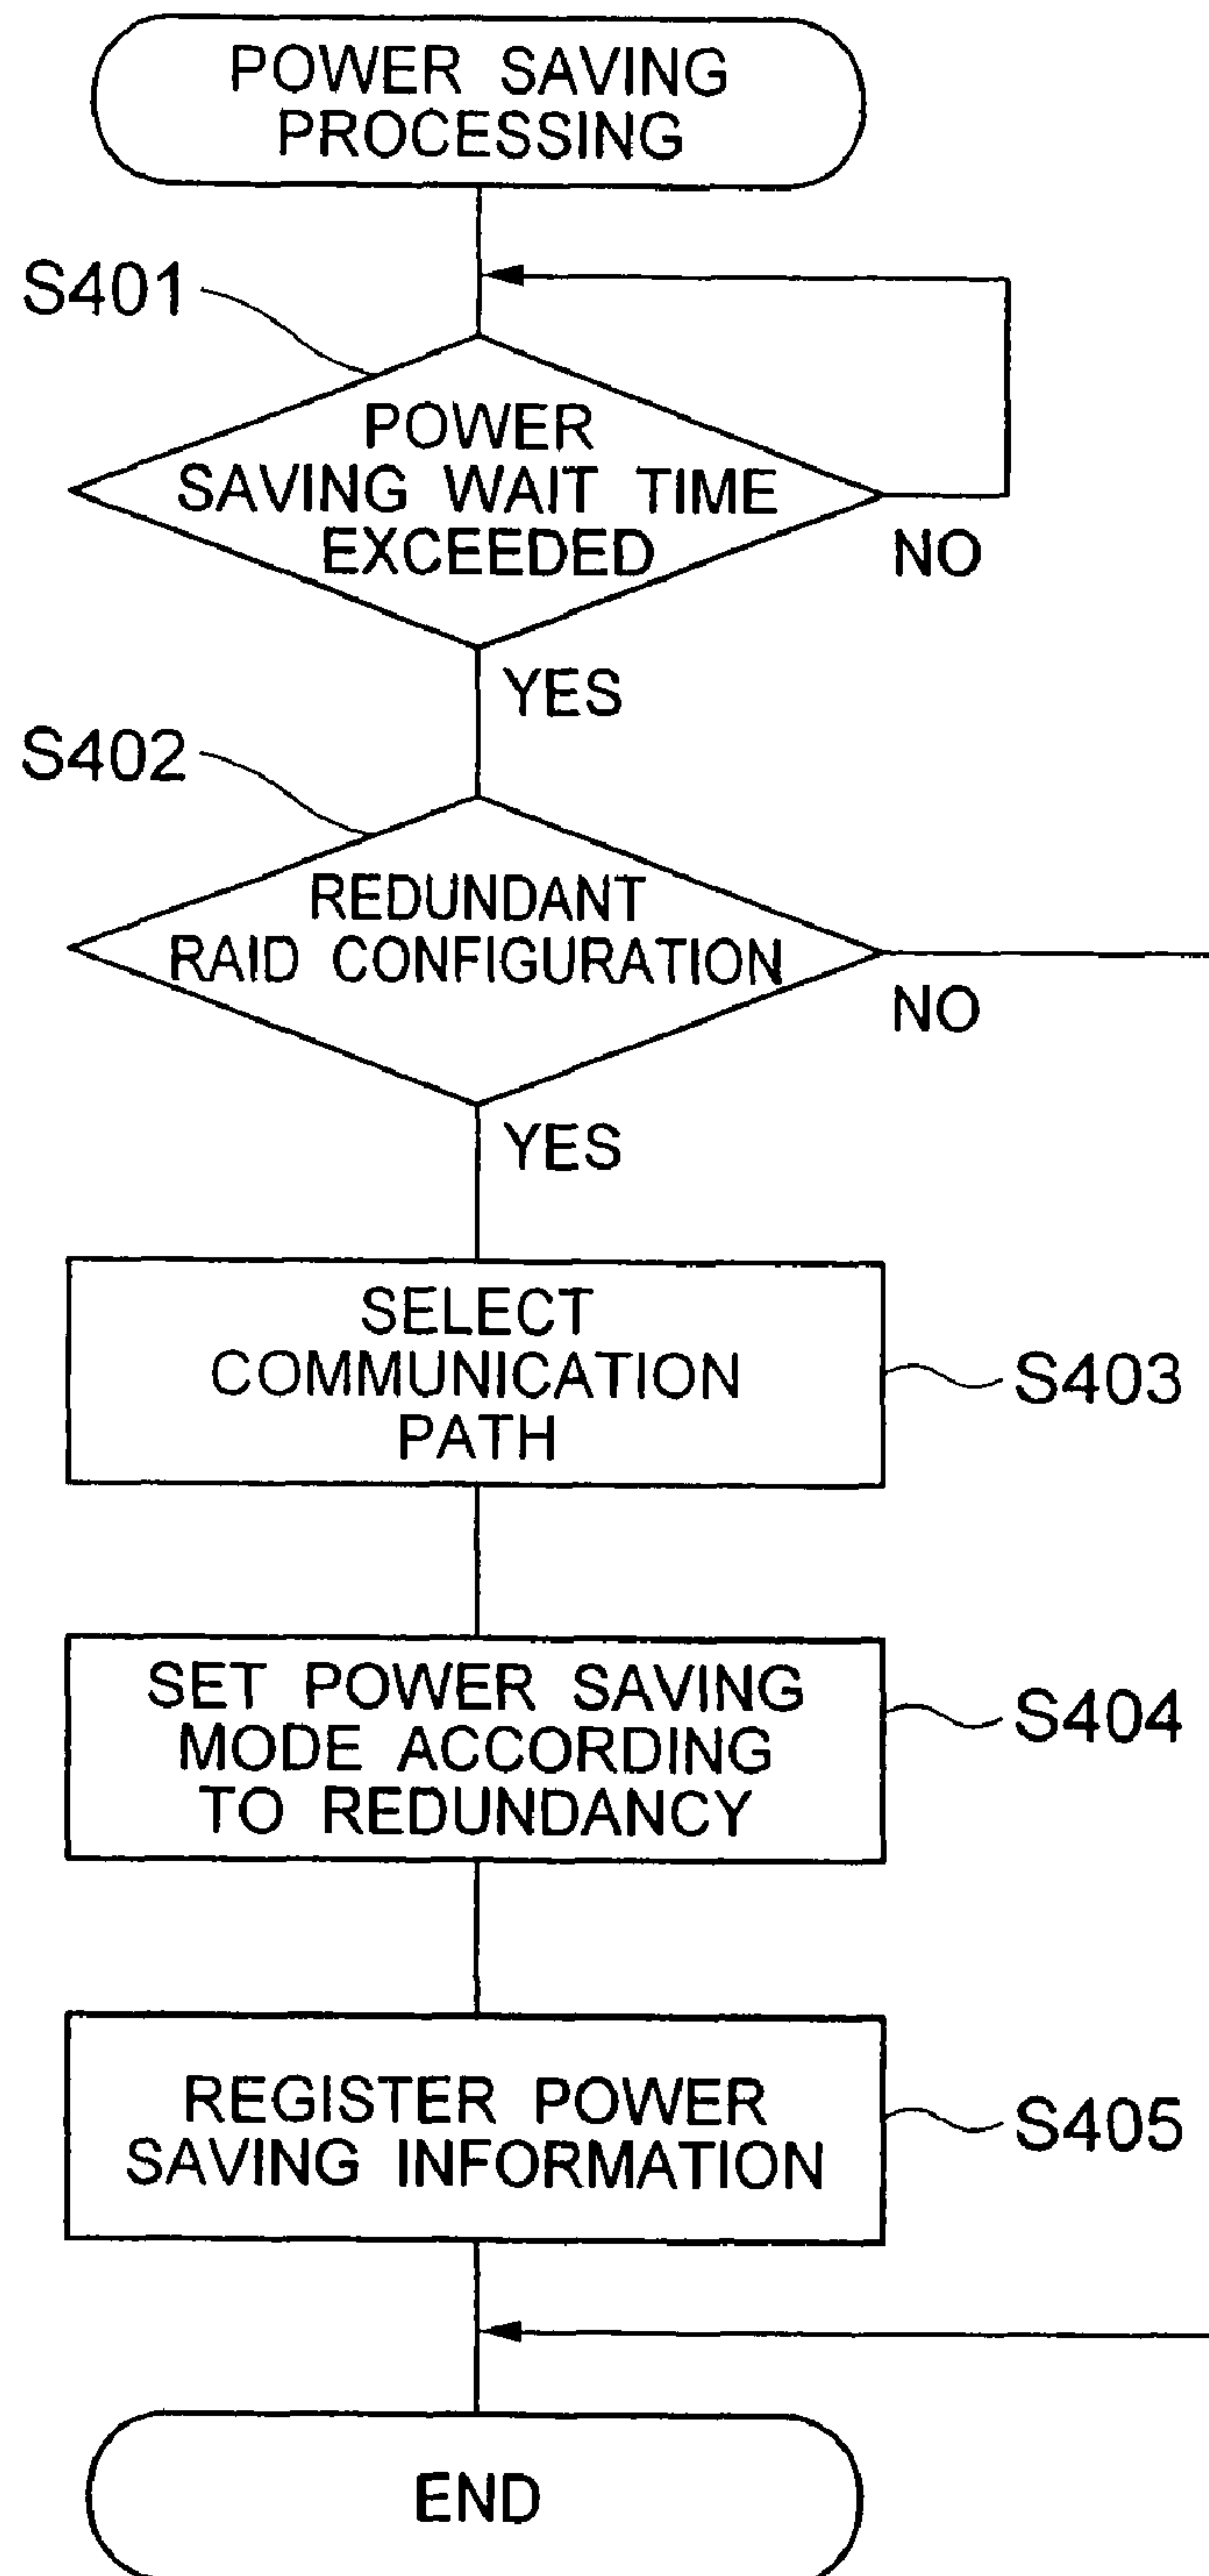 POWER SAVING
PROCESSING
S401
POWER
SAVING WAIT TIME
EXCEEDED
NO
YES
S402
REDUNDANT
RAID CONFIGURATION
NO
YES
SELECT
COMMUNICATION
PATH
S403
SET POWER SAVING
MODE ACCORDING
TO REDUNDANCY
S404
REGISTER POWER
SAVING INFORMATION
S405
END